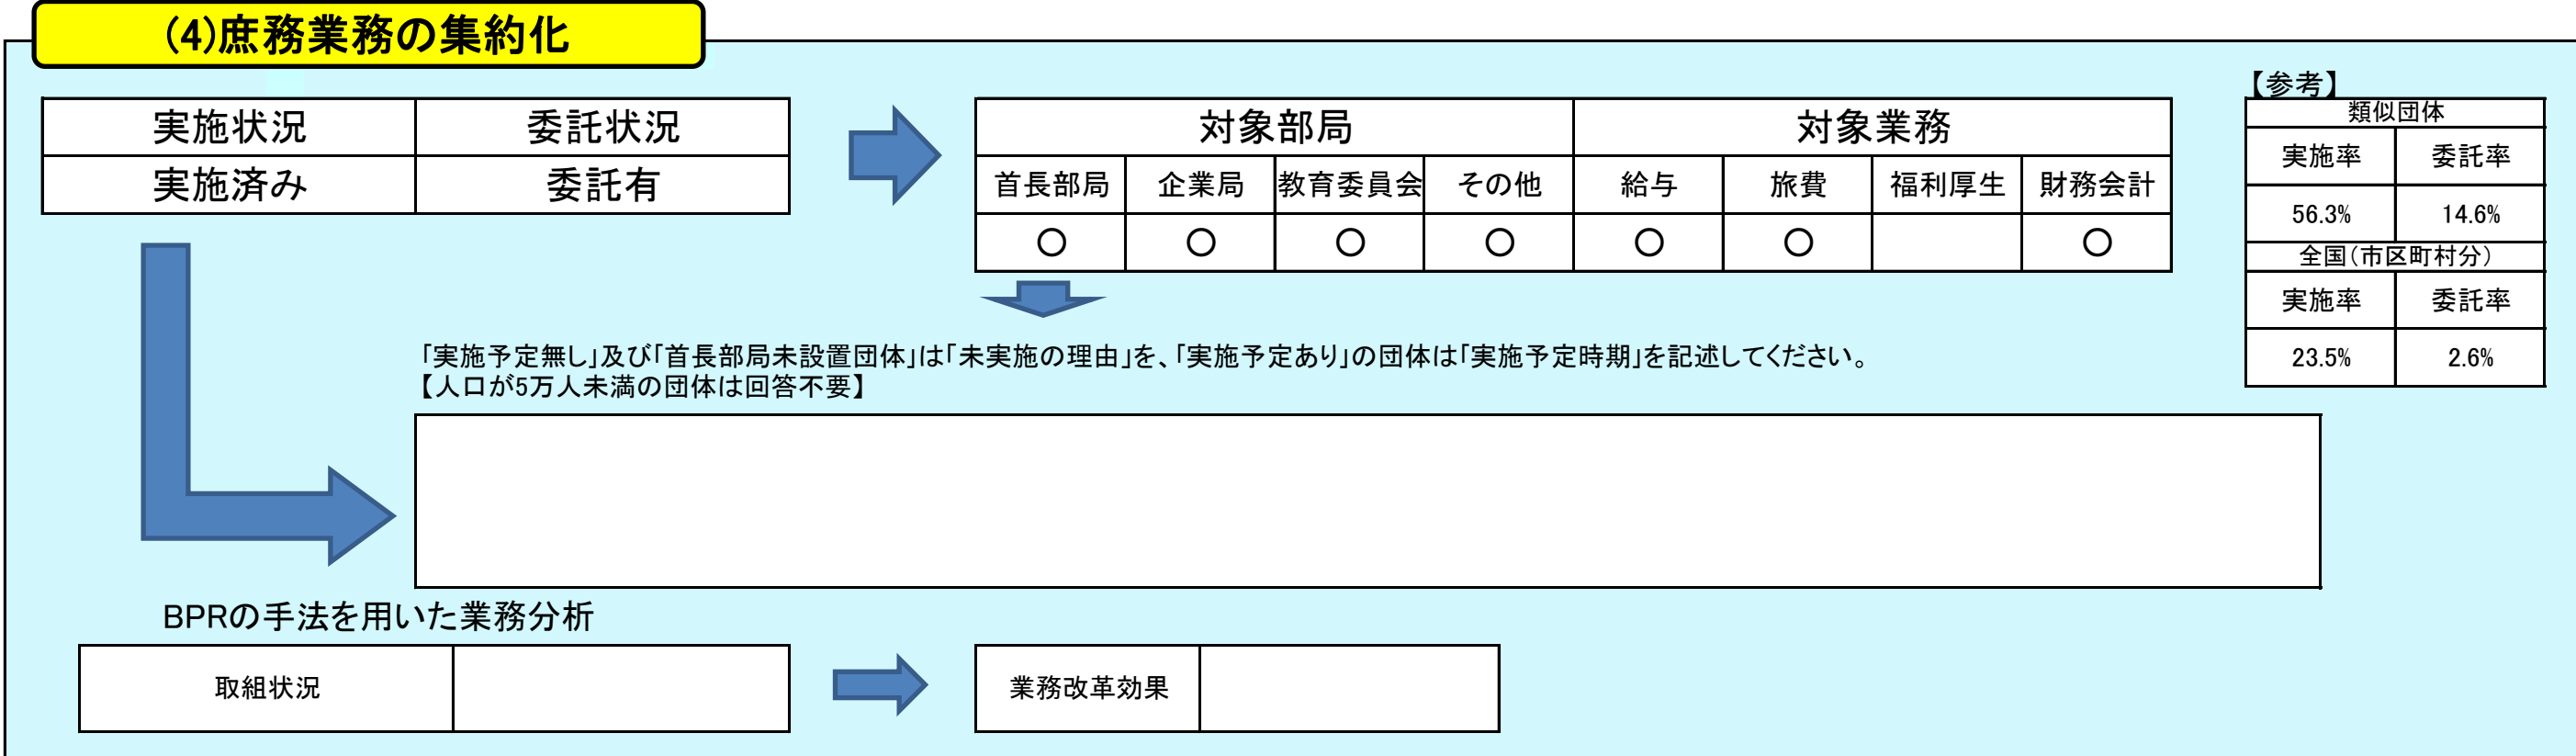 (4)庶務業務の集約化
実施状況 委託状況
実施済み 委託有
対象部局 対象業務
首長部局 企業局 教育委員会 その他 給与 旅費 福利厚生 財務会計
○ ○ ○ ○ ○ ○ ○
【参考】
類似団体
実施率 委託率
56.3% 14.6%
全国(市区町村分)
実施率 委託率
23.5% 2.6%
「実施予定無し」及び「首長部局未設置団体」は「未実施の理由」を、「実施予定あり」の団体は「実施予定時期」を記述してください。
【人口が5万人未満の団体は回答不要】
BPRの手法を用いた業務分析
取組状況
業務改革効果